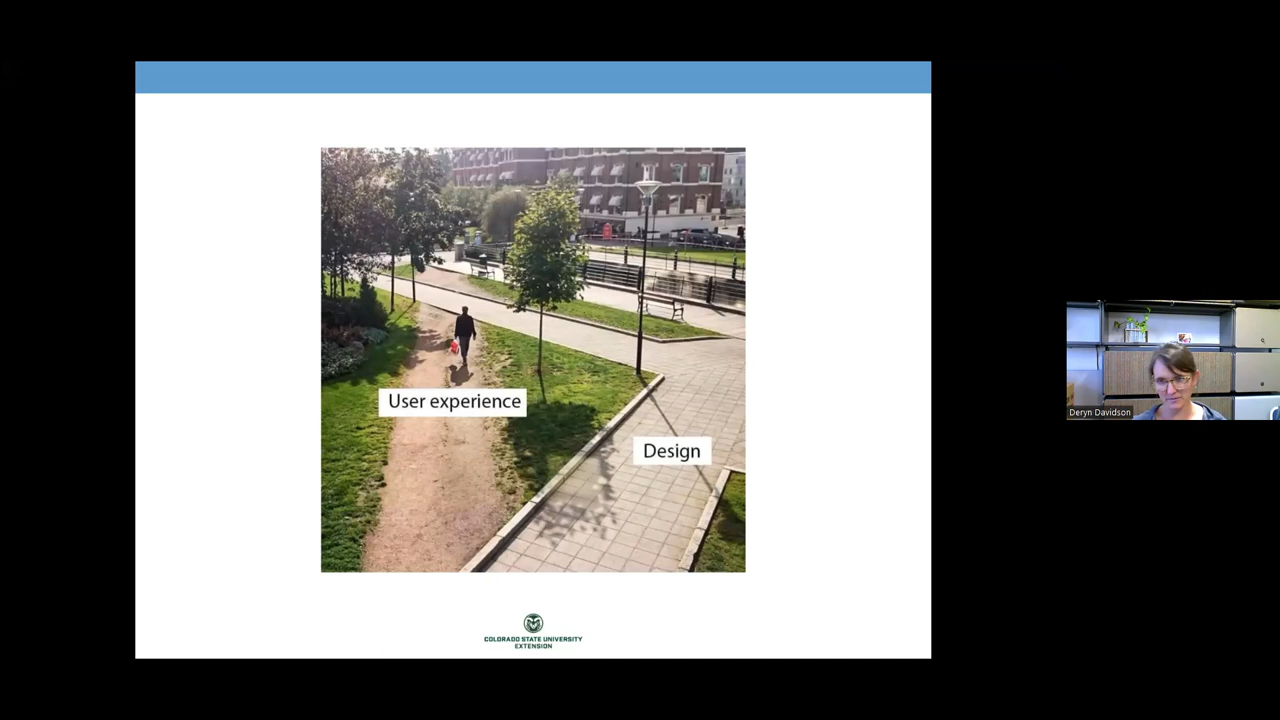 User experience
Design
COLORADO STATE UNIVERSITY
EXTENSION
Deryn Davidson